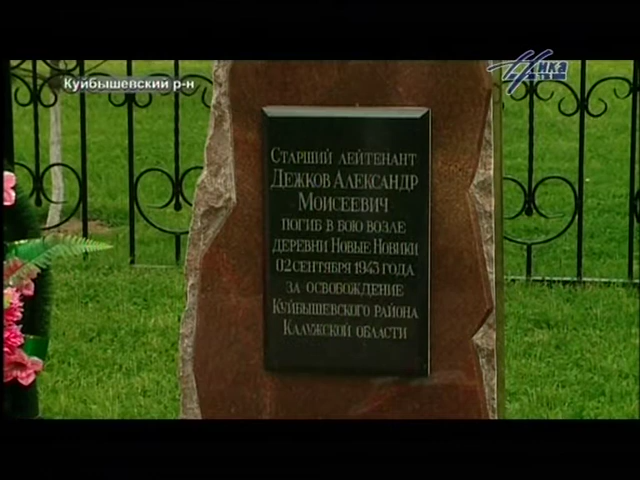 Куйбышевский р-н
Ника
Старший лейтенант
Дежков Александр
Моисеевич
погиб в бою возле
деревни Новые Новики
02 сентября 1943 года
за освобождение
Куйбышевского района
Калужской области